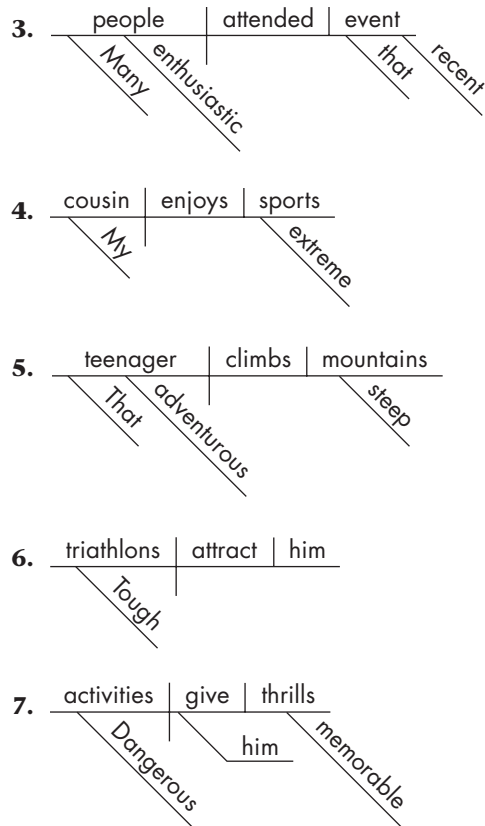 3. people attended event
Many enthusiastic that recent
4. cousin enjoys sports
My extreme
5. teenager climbs mountains
That adventurous steep
6. triathlons attract him
Tough
7. activities give thrills
Dangerous him memorable